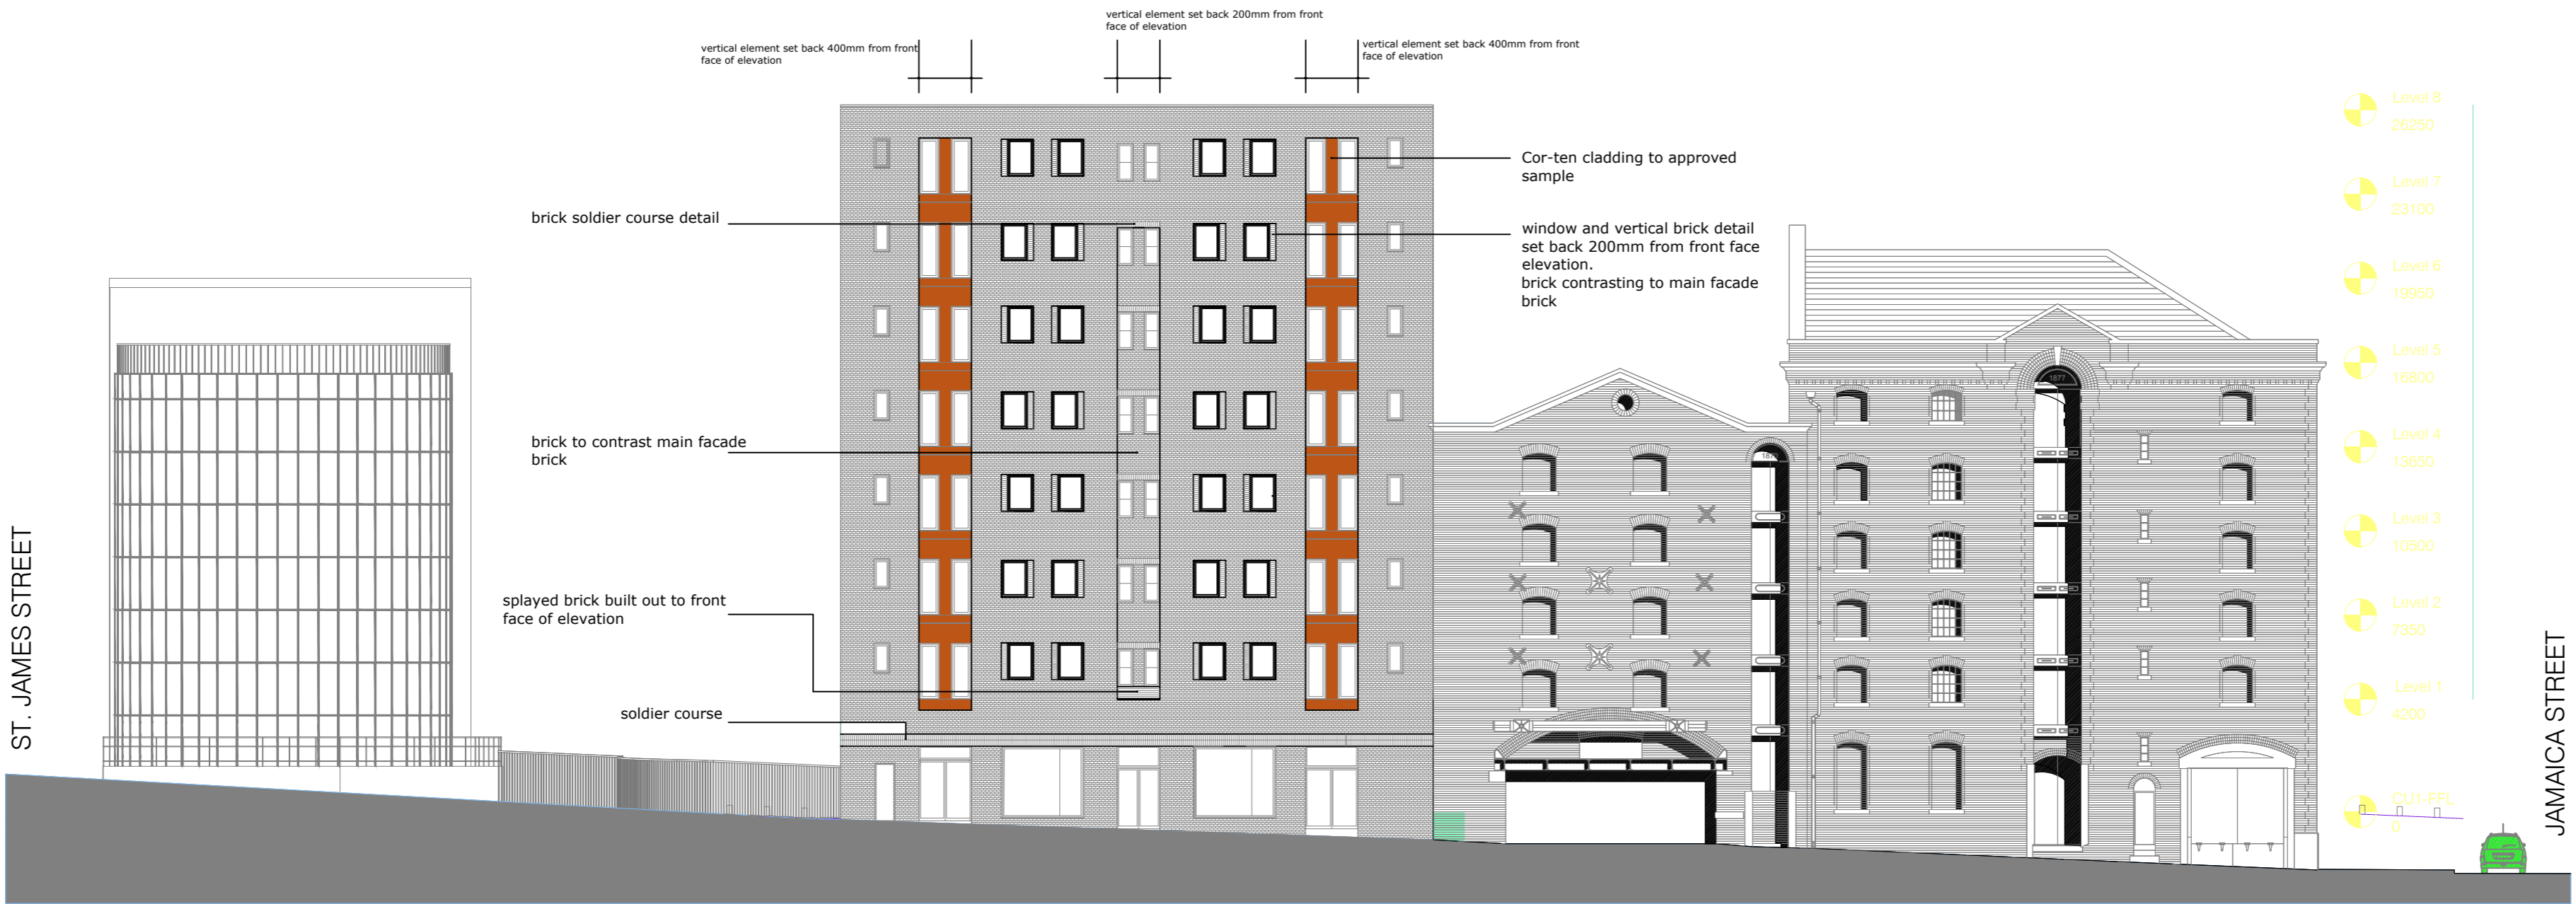 vertical element set back 200mm from front
face of elevation
vertical element set back 400mm from front
face of elevation
vertical element set back 400mm from front
face of elevation
Level 8
26250
Cor-ten cladding to approved
sample
Level 7
23100
brick soldier course detail
window and vertical brick detail
set back 200mm from front face
elevation.
brick contrasting to main facade
brick
Level 6
19950
Level 5
16800
1877
brick to contrast main facade
brick
Level 4
13650
Level 3
10500
splayed brick built out to front
face of elevation
Level 2
7350
soldier course
Level 1
4200
CU1-FFL
0
ST. JAMES STREET
JAMAICA STREET